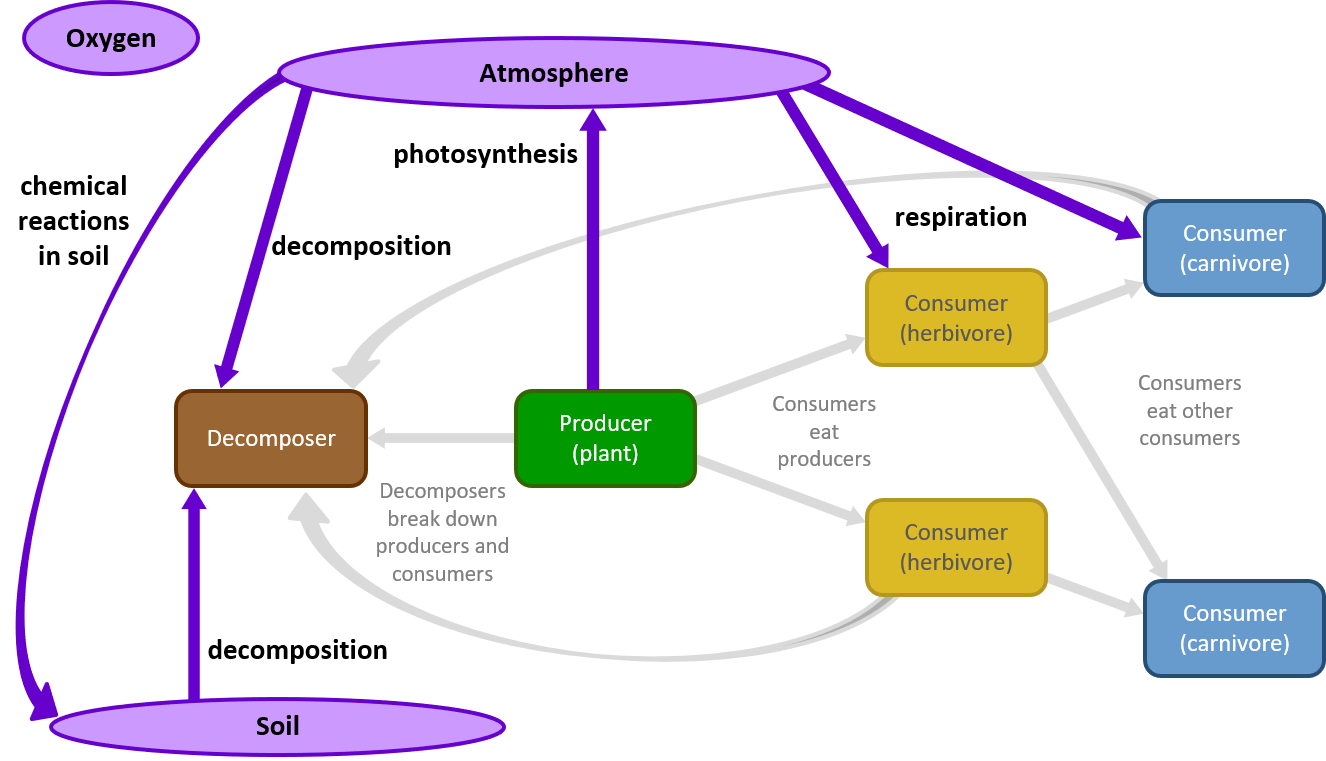 Oxygen
Atmosphere
photosynthesis
chemical
reactions
in soil
decomposition
respiration
Consumer
(carnivore)
Consumer
(herbivore)
Decomposer
Producer
(plant)
Consumers
eat
producers
Consumers
eat other
consumers
Decomposers
break down
producers and
consumers
Consumer
(herbivore)
Consumer
(carnivore)
decomposition
Soil